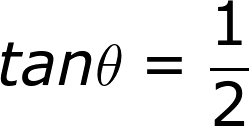 tanθ = 1/2